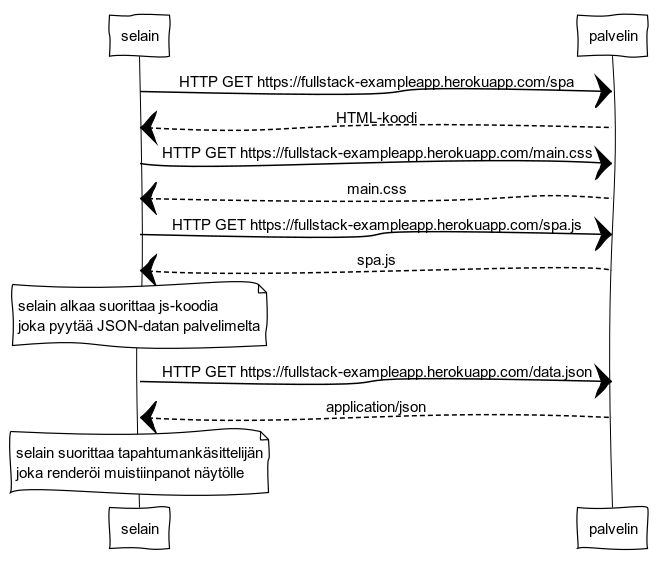 selain
palvelin
HTTP GET https://fullstack-exampleapp.herokuapp.com/spa
HTML-koodi
HTTP GET https://fullstack-exampleapp.herokuapp.com/main.css
main.css
HTTP GET https://fullstack-exampleapp.herokuapp.com/spa.js
spa.js
selain alkaa suorittaa js-koodia
joka pyytää JSON-datan palvelimelta
HTTP GET https://fullstack-exampleapp.herokuapp.com/data.json
application/json
selain suorittaa tapahtumankäsittelijän
joka renderöi muistiinpanot näytölle
selain
palvelin